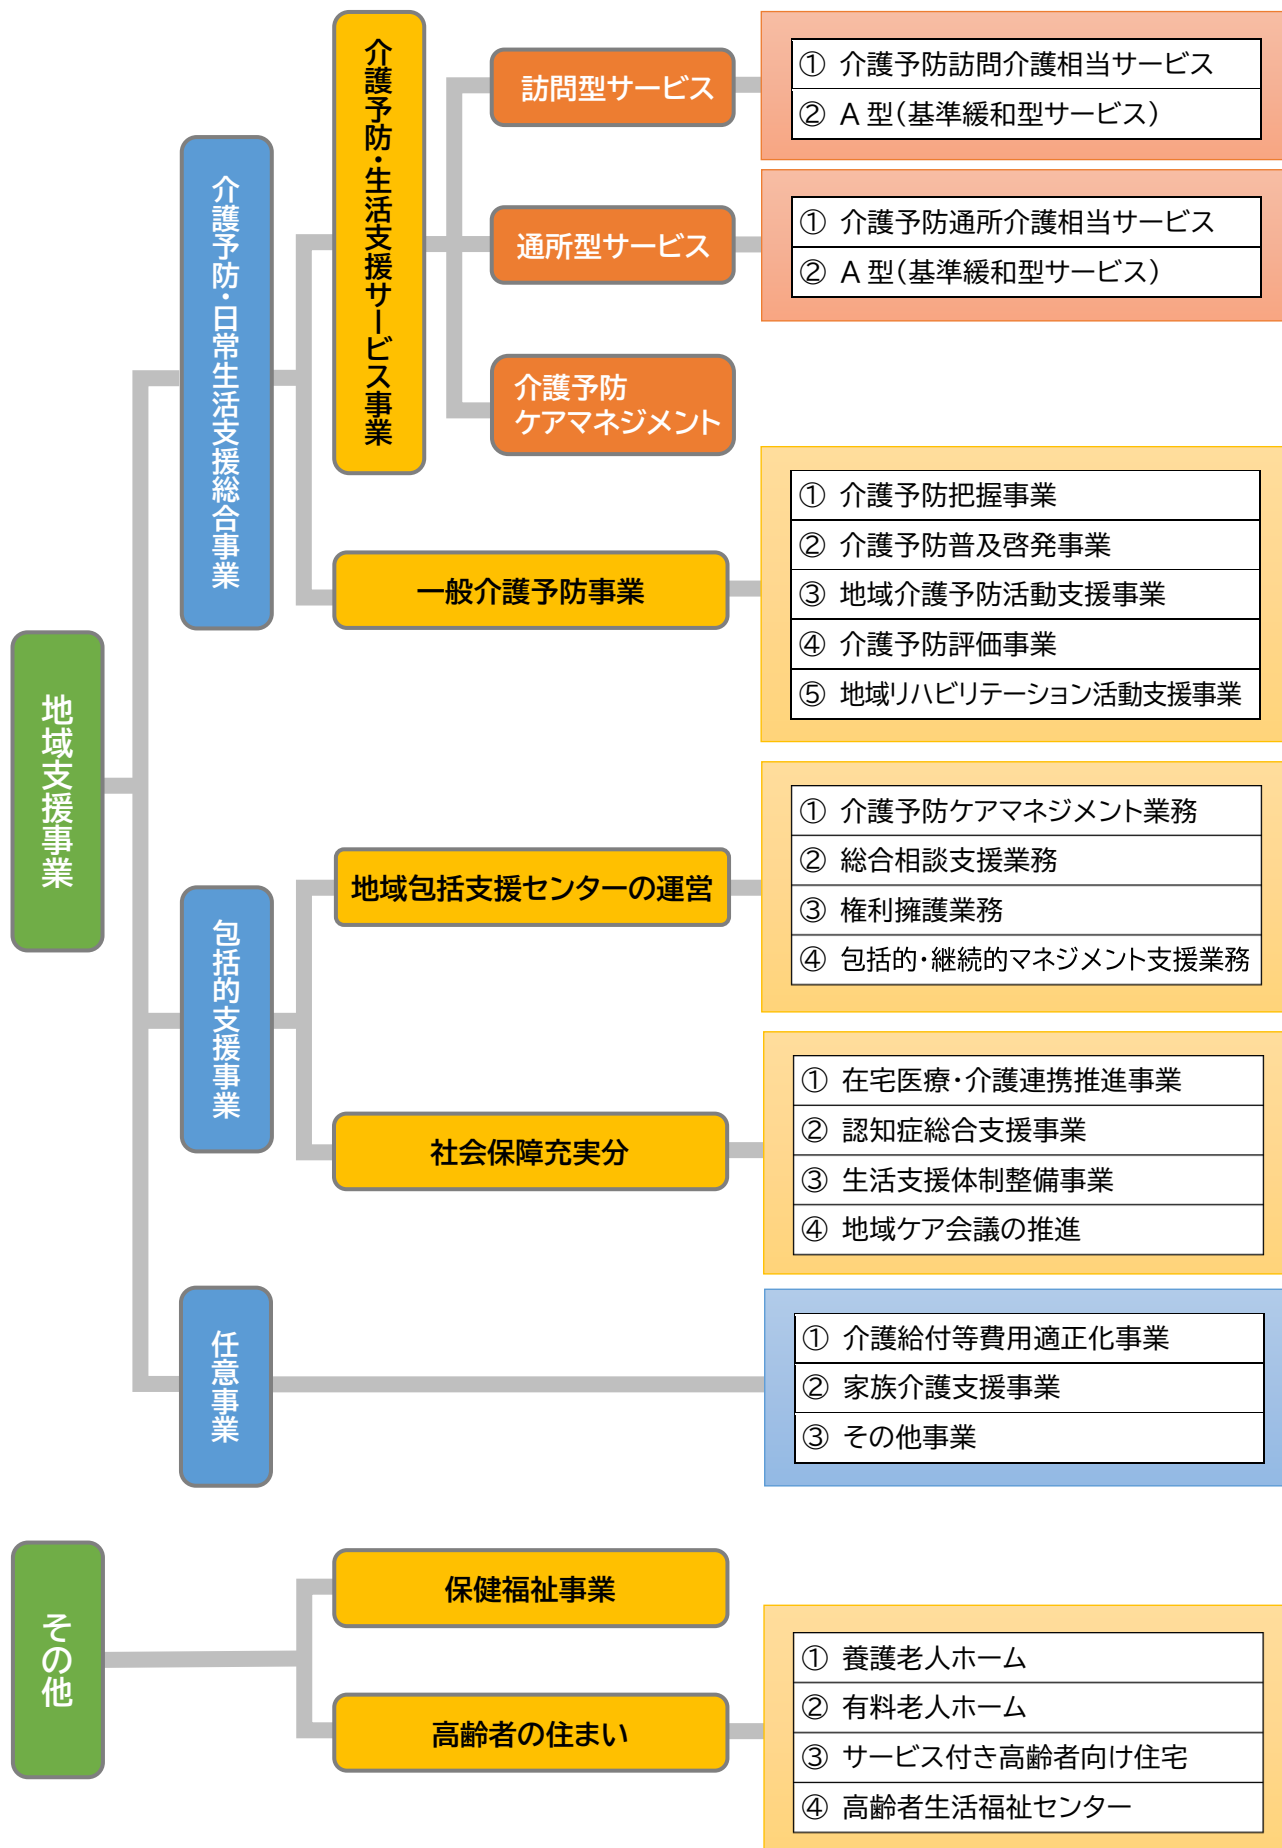 地域支援事業
介護予防・日常生活支援総合事業
介護予防・生活支援サービス事業
訪問型サービス
① 介護予防訪問介護相当サービス
② A型(基準緩和型サービス)
通所型サービス
① 介護予防通所介護相当サービス
② A型(基準緩和型サービス)
介護予防
ケアマネジメント
一般介護予防事業
① 介護予防把握事業
② 介護予防普及啓発事業
③ 地域介護予防活動支援事業
④ 介護予防評価事業
⑤ 地域リハビリテーション活動支援事業
包括的支援事業
地域包括支援センターの運営
① 介護予防ケアマネジメント業務
② 総合相談支援業務
③ 権利擁護業務
④ 包括的・継続的マネジメント支援業務
社会保障充実分
① 在宅医療・介護連携推進事業
② 認知症総合支援事業
③ 生活支援体制整備事業
④ 地域ケア会議の推進
任意事業
① 介護給付等費用適正化事業
② 家族介護支援事業
③ その他事業
その他
保健福祉事業
高齢者の住まい
① 養護老人ホーム
② 有料老人ホーム
③ サービス付き高齢者向け住宅
④ 高齢者生活福祉センター